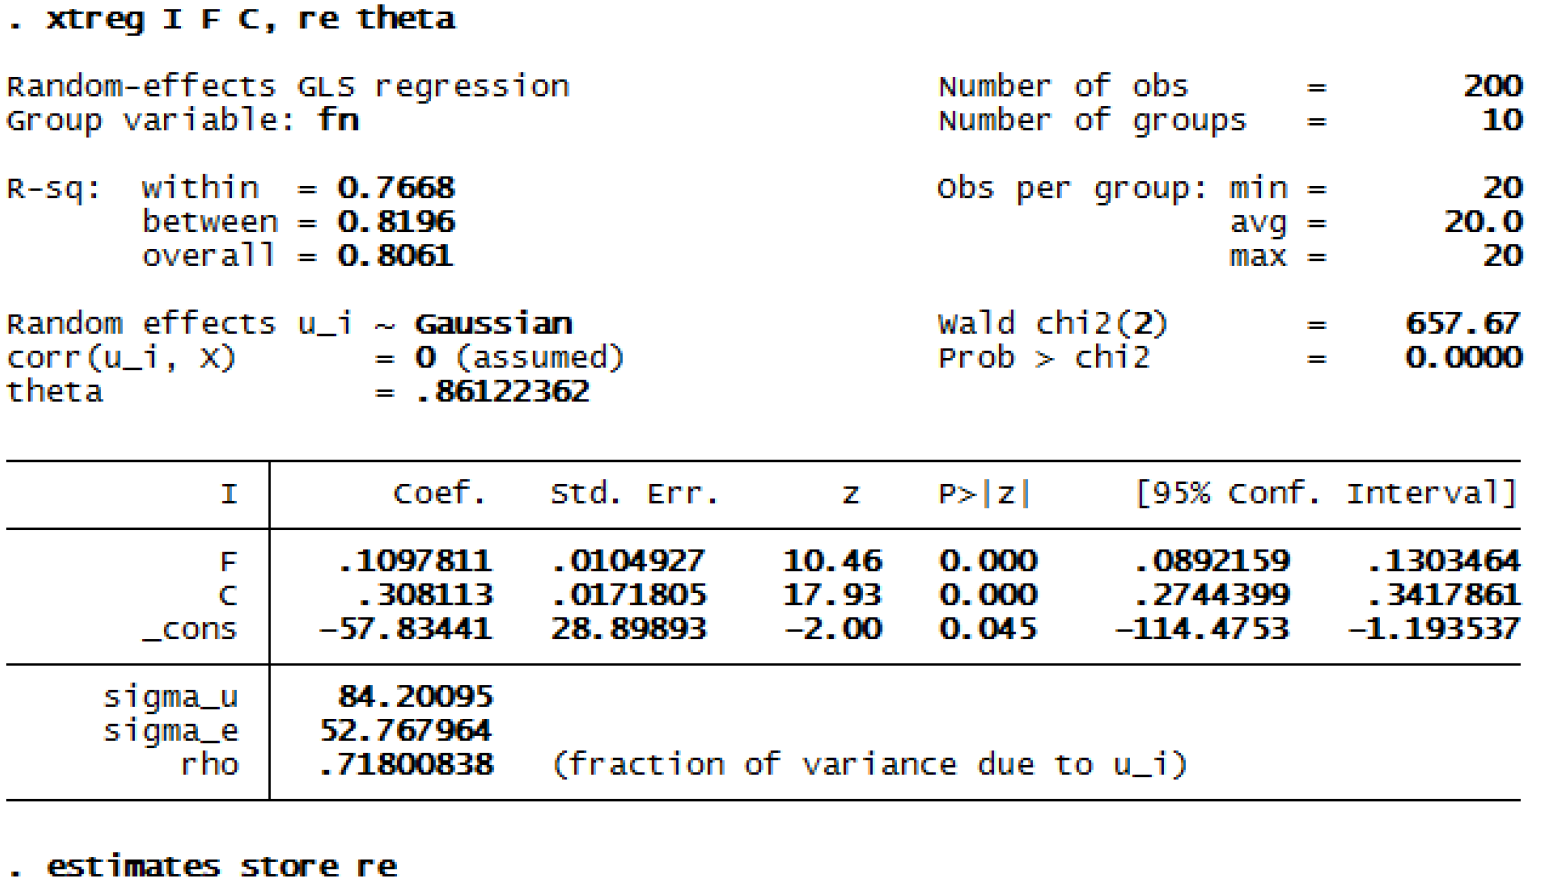 . xtreg I F C, re theta
Random-effects GLS regression Number of obs = 200
Group variable: fn Number of groups = 10
R-sq: within = 0.7668 Obs per group: min = 20
between = 0.8196 avg = 20.0
overall = 0.8061 max = 20
Random effects u_i ~ Gaussian Wald chi2(2) = 657.67
corr(u_i, X) = 0 (assumed) Prob > chi2 = 0.0000
theta = .86122362
I Coef. Std. Err. z P>|z| [95% Conf. Interval]
F .1097811 .0104927 10.46 0.000 .0892159 .1303464
C .308113 .0171805 17.93 0.000 .2744399 .3417861
_cons -57.83441 28.89893 -2.00 0.045 -114.4753 -1.193537
sigma_u 84.20095
sigma_e 52.767964
rho .71800838 (fraction of variance due to u_i)
. estimates store re